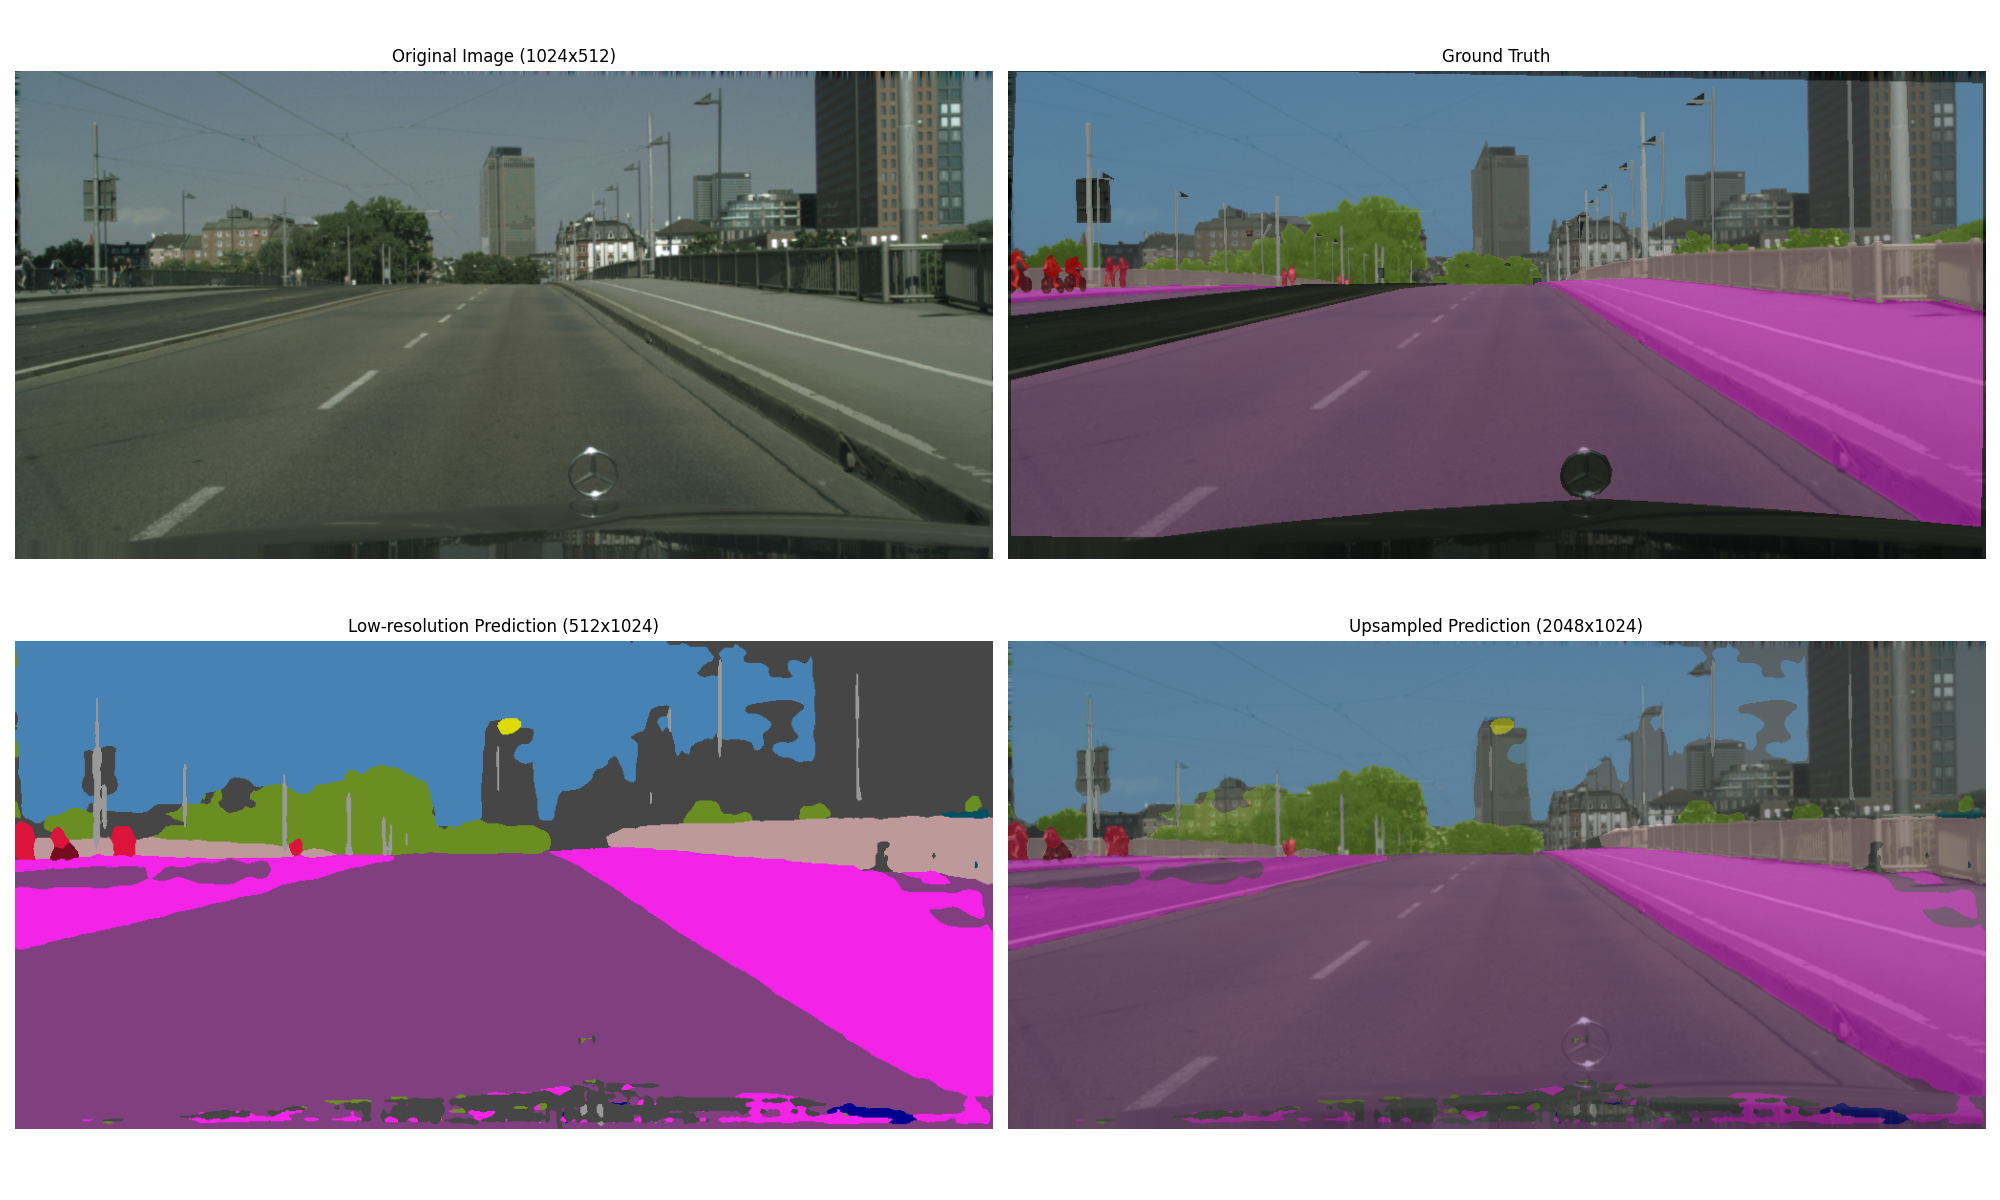 Original Image (1024x512)
Ground Truth
Low-resolution Prediction (512x1024)
Upsampled Prediction (2048x1024)